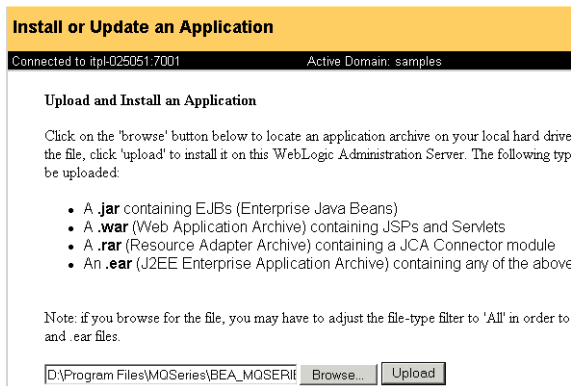 Install or Update an Application
Connected to itpl-025051:7001 Active Domain: samples
Upload and Install an Application
Click on the 'browse' button below to locate an application archive on your local hard drive
the file, click 'upload' to install it on this WebLogic Administration Server. The following typ
be uploaded:
• A .jar containing EJBs (Enterprise Java Beans)
• A .war (Web Application Archive) containing JSPs and Servlets
• A .rar (Resource Adapter Archive) containing a JCA Connector module
• An .ear (J2EE Enterprise Application Archive) containing any of the above
Note: if you browse for the file, you may have to adjust the file-type filter to 'All' in order to
and .ear files.
D:\Program Files\MQSeries\BEA_MQSERIE Browse... Upload